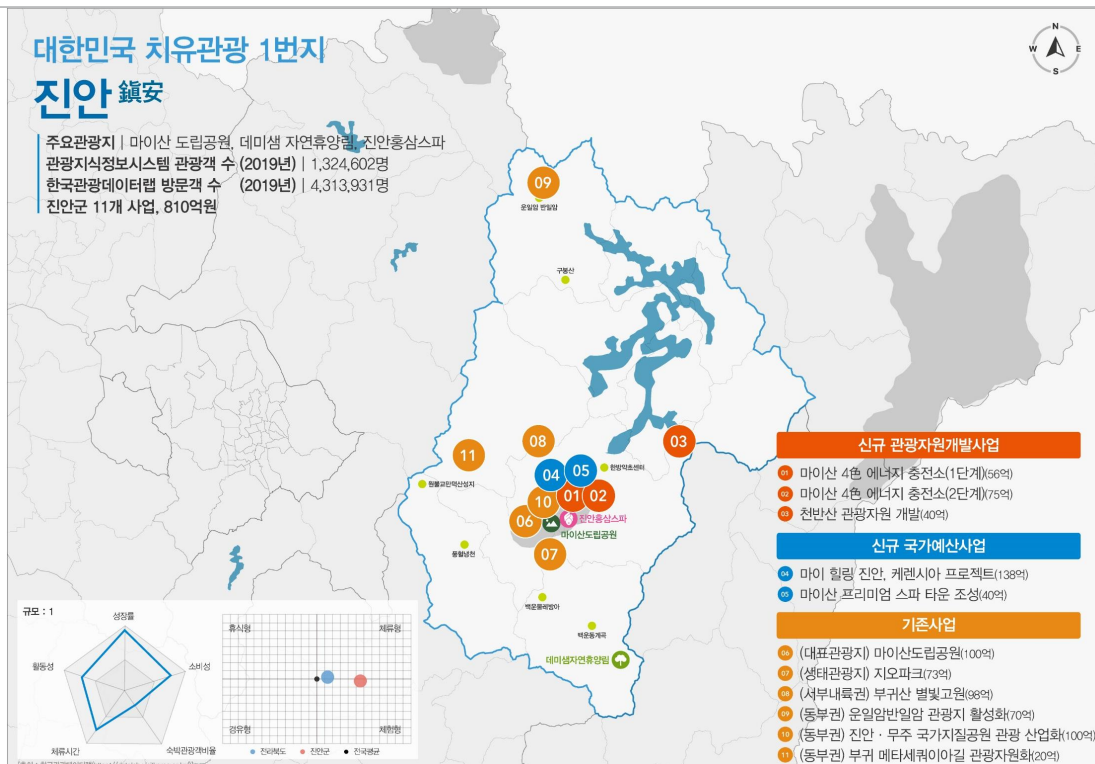 대한민국 치유관광 1번지
진안 鎭安
주요관광지 | 마이산 도립공원, 데미샘 자연휴양림, 진안홍삼스파
관광지식정보시스템 관광객 수 (2019년) | 1,324,602명
한국관광데이터랩 방문객 수 (2019년) | 4,313,931명
진안군 11개 사업, 810억원
N
W E
S
09
운일암 반일암
구봉산
08
03
11
04
05
한방약초센터
원불교만덕산성지
10
01
02
06
진안홍삼스파
마이산도립공원
07
풍혈냉천
백운물레방아
백운동계곡
데미샘자연휴양림
신규 관광자원개발사업
01 마이산 4色 에너지 충전소(1단계)(56억)
02 마이산 4色 에너지 충전소(2단계)(75억)
03 천반산 관광자원 개발(40억)
신규 국가예산사업
04 마이 힐링 진안, 케렌시아 프로젝트(138억)
05 마이산 프리미엄 스파 타운 조성(40억)
기존사업
06 (대표관광지) 마이산도립공원(100억)
07 (생태관광지) 지오파크(73억)
08 (서부내륙권) 부귀산 별빛고원(98억)
09 (동부권) 운일암반일암 관광지 활성화(70억)
10 (동부권) 진안 · 무주 국가지질공원 관광 산업화(100억)
11 (동부권) 부귀 메타세쿼이아길 관광자원화(20억)
규모 : 1
성장률
활동성
소비성
체류시간
숙박관광객비율
휴식형
체류형
경유형
체험형
전라북도
진안군
전국평균